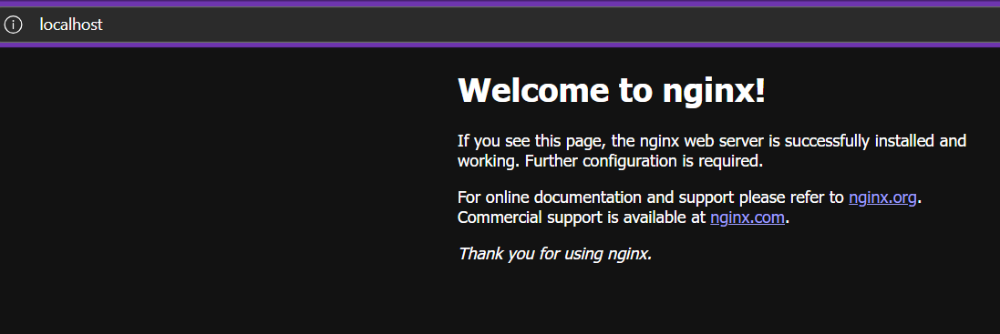 localhost
Welcome to nginx!
If you see this page, the nginx web server is successfully installed and
working. Further configuration is required.
For online documentation and support please refer to nginx.org.
Commercial support is available at nginx.com.
Thank you for using nginx.